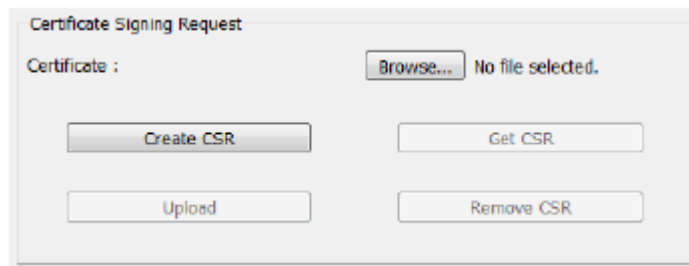 Certificate Signing Request
Certificate :
Browse... No file selected.
Create CSR
Get CSR
Upload
Remove CSR